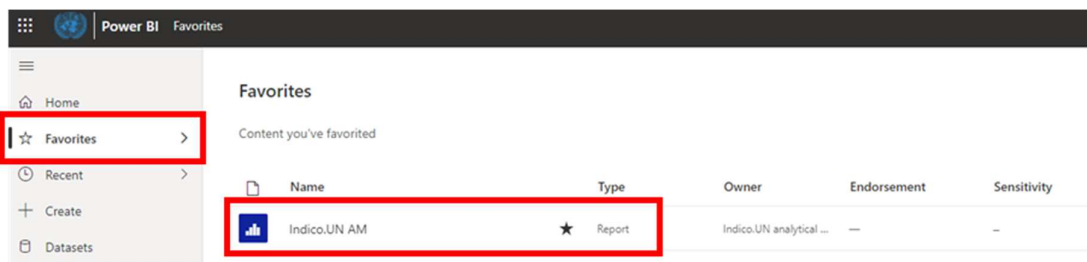 Power BI Favorites
Home
Favorites
Recent
Create
Datasets
Favorites
Content you've favorited
Name Type Owner Endorsement Sensitivity
Indico.UN AM Report Indico.UN analytical ... — –